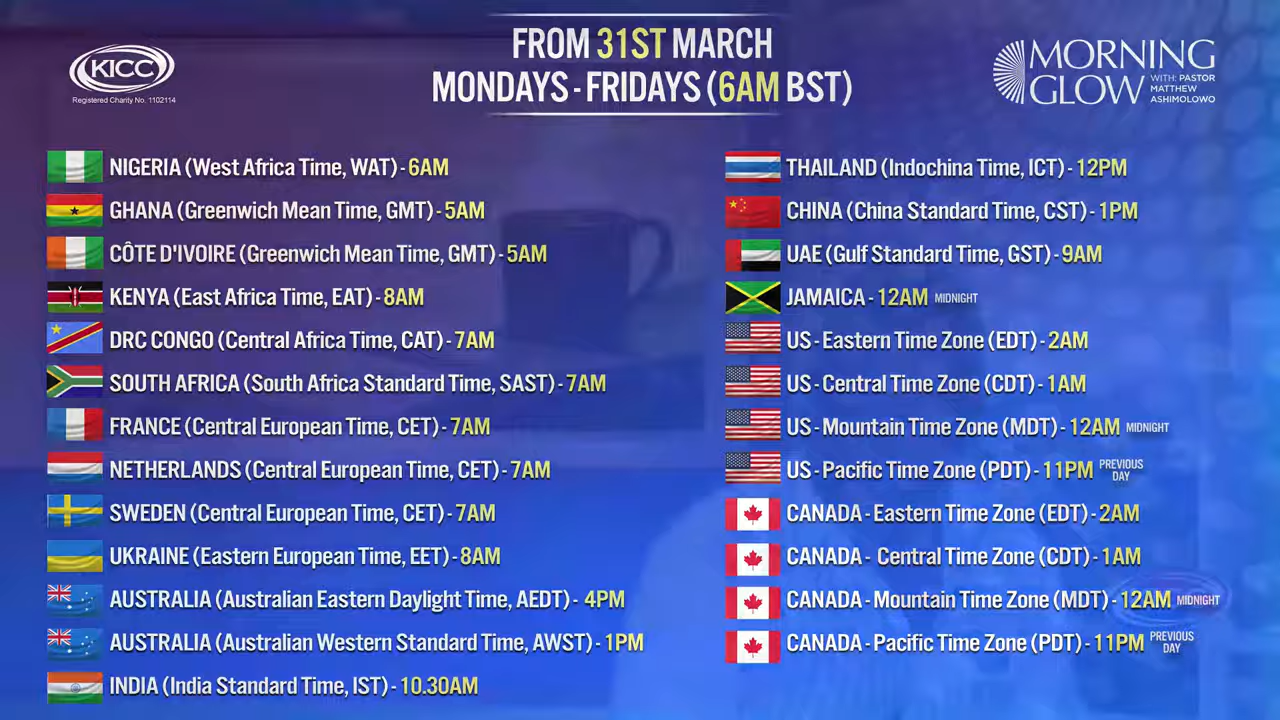 KICC
Registered Charity No. 1102114
FROM 31ST MARCH
MONDAYS - FRIDAYS (6AM BST)
MORNING
GLOW
WITH: PASTOR
MATTHEW
ASHIMOLOWO
NIGERIA (West Africa Time, WAT) - 6AM
GHANA (Greenwich Mean Time, GMT) - 5AM
CÔTE D'IVOIRE (Greenwich Mean Time, GMT) - 5AM
KENYA (East Africa Time, EAT) - 8AM
DRC CONGO (Central Africa Time, CAT) - 7AM
SOUTH AFRICA (South Africa Standard Time, SAST) - 7AM
FRANCE (Central European Time, CET) - 7AM
NETHERLANDS (Central European Time, CET) - 7AM
SWEDEN (Central European Time, CET) - 7AM
UKRAINE (Eastern European Time, EET) - 8AM
AUSTRALIA (Australian Eastern Daylight Time, AEDT) - 4PM
AUSTRALIA (Australian Western Standard Time, AWST) - 1PM
INDIA (India Standard Time, IST) - 10.30AM
THAILAND (Indochina Time, ICT) - 12PM
CHINA (China Standard Time, CST) - 1PM
UAE (Gulf Standard Time, GST) - 9AM
JAMAICA - 12AM MIDNIGHT
US - Eastern Time Zone (EDT) - 2AM
US - Central Time Zone (CDT) - 1AM
US - Mountain Time Zone (MDT) - 12AM MIDNIGHT
US - Pacific Time Zone (PDT) - 11PM PREVIOUS DAY
CANADA - Eastern Time Zone (EDT) - 2AM
CANADA - Central Time Zone (CDT) - 1AM
CANADA - Mountain Time Zone (MDT) - 12AM MIDNIGHT
CANADA - Pacific Time Zone (PDT) - 11PM PREVIOUS DAY